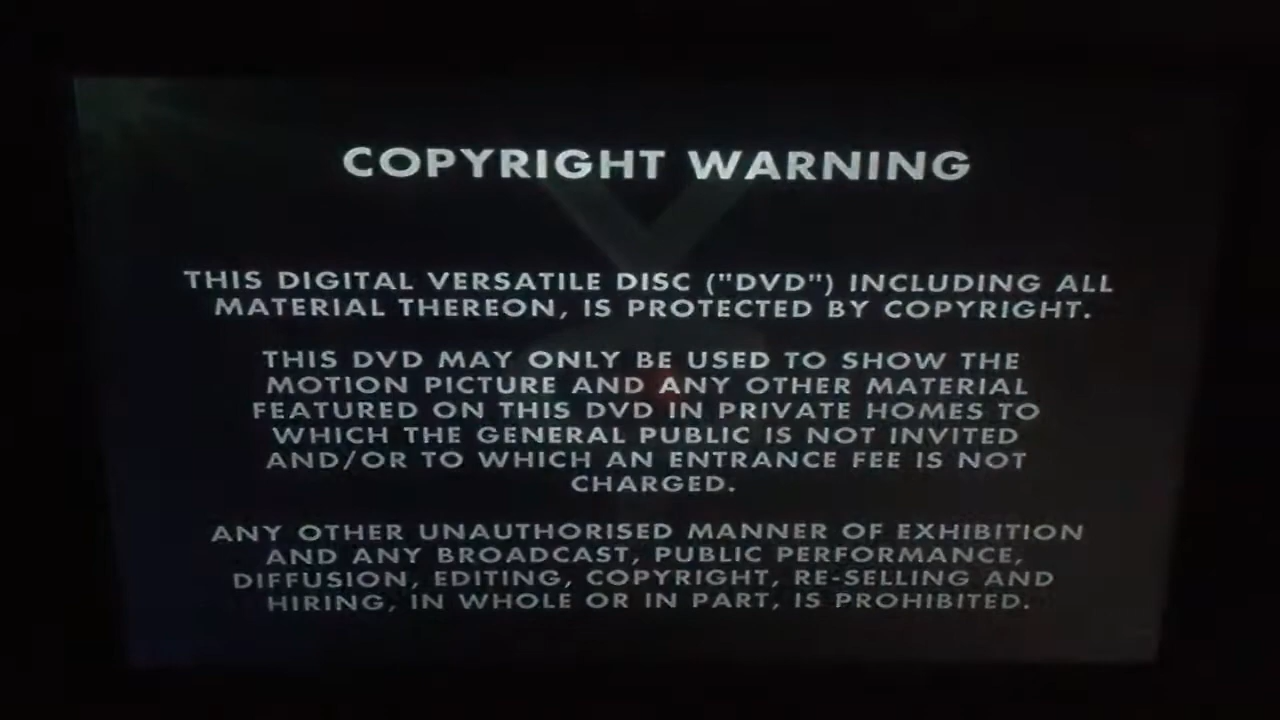 COPYRIGHT WARNING
THIS DIGITAL VERSATILE DISC ("DVD") INCLUDING ALL
MATERIAL THEREON, IS PROTECTED BY COPYRIGHT.
THIS DVD MAY ONLY BE USED TO SHOW THE
MOTION PICTURE AND ANY OTHER MATERIAL
FEATURED ON THIS DVD IN PRIVATE HOMES TO
WHICH THE GENERAL PUBLIC IS NOT INVITED
AND/OR TO WHICH AN ENTRANCE FEE IS NOT
CHARGED.
ANY OTHER UNAUTHORISED MANNER OF EXHIBITION
AND ANY BROADCAST, PUBLIC PERFORMANCE,
DIFFUSION, EDITING, COPYRIGHT, RE-SELLING AND
HIRING, IN WHOLE OR IN PART, IS PROHIBITED.